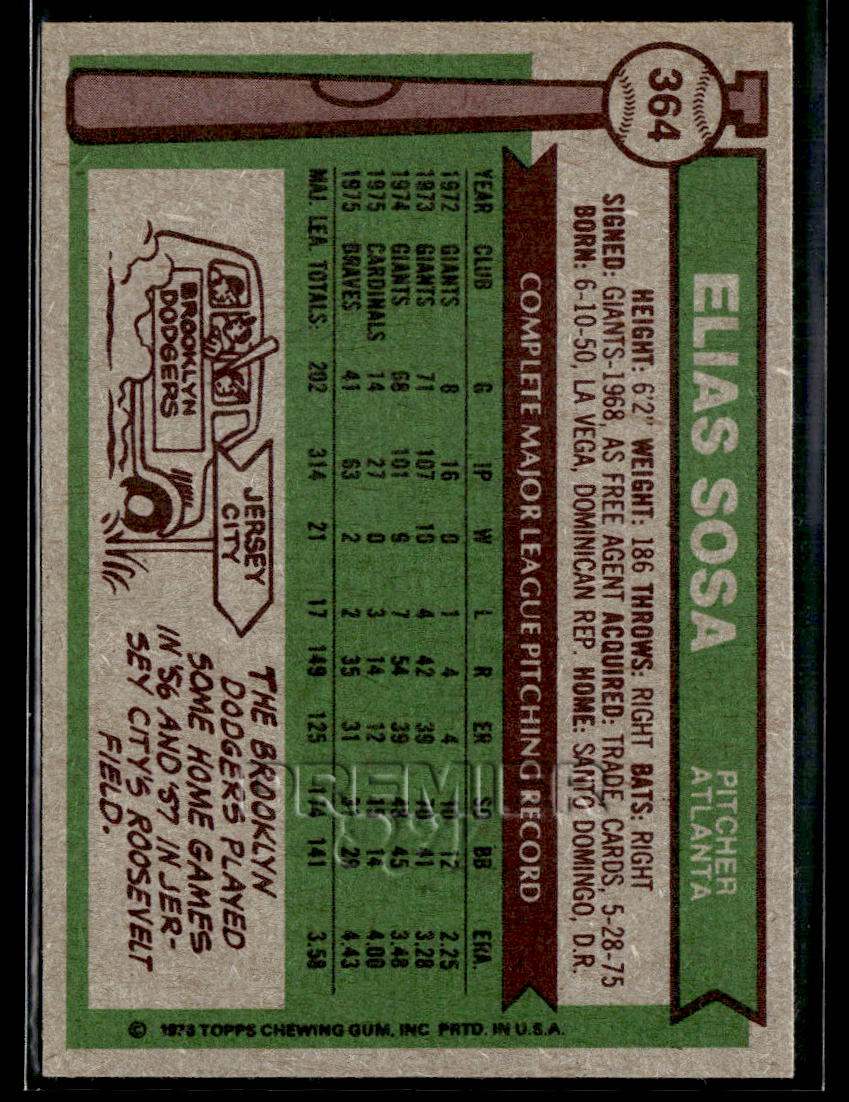 364
ELIAS SOSA
PITCHER
ATLANTA
HEIGHT: 6'2" WEIGHT: 186 THROWS: RIGHT BATS: RIGHT
SIGNED: GIANTS-1968, AS FREE AGENT ACQUIRED: TRADE, CARDS, 5-28-75
BORN: 6-10-50, LA VEGA, DOMINICAN REP. HOME: SANTO DOMINGO, D.R.
COMPLETE MAJOR LEAGUE PITCHING RECORD
YEAR CLUB G IP W L R ER SO BB ERA.
1972 GIANTS 8 16 0 1 4 4 12 2.25
1973 GIANTS 71 107 10 4 42 39 41 3.28
1974 GIANTS 68 101 9 7 54 39 48 45 3.48
1975 CARDINALS 14 27 0 3 14 12 14 4.00
1975 BRAVES 41 63 2 2 35 31 29 4.43
MAJ. LEA. TOTALS. 202 314 21 17 149 125 174 141 3.58
BROOKLYN
DODGERS
JERSEY
CITY
THE BROOKLYN
DODGERS PLAYED
SOME HOME GAMES
IN '56 AND '57 IN JER-
SEY CITY'S ROOSEVELT
FIELD.
© 1976 TOPPS CHEWING GUM, INC PRTD. IN U.S.A.
PREMIER